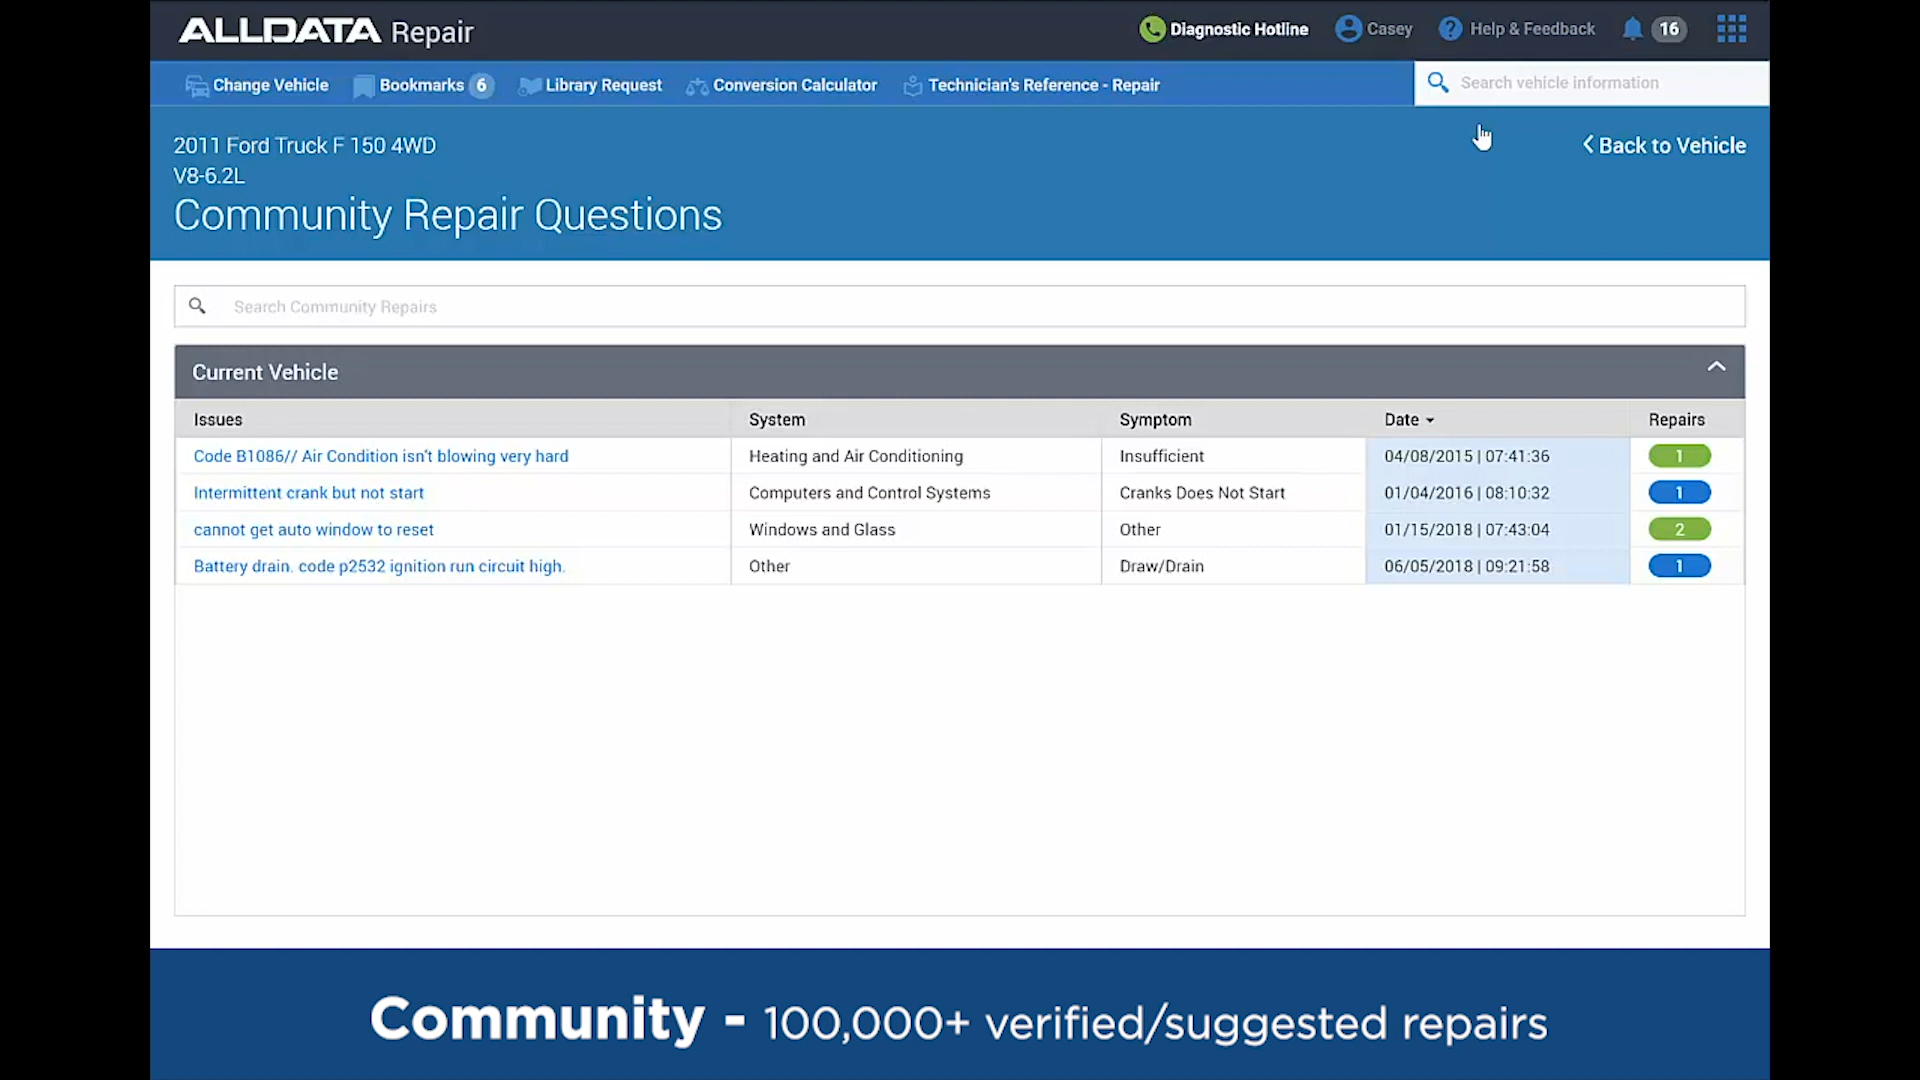 ALLDATA Repair
Diagnostic Hotline
Casey
Help & Feedback
16
Change Vehicle
Bookmarks 6
Library Request
Conversion Calculator
Technician's Reference - Repair
Search vehicle information
2011 Ford Truck F 150 4WD
Back to Vehicle
V8-6.2L
Community Repair Questions
Search Community Repairs
Current Vehicle
Issues System Symptom Date Repairs
Code B1086// Air Condition isn't blowing very hard Heating and Air Conditioning Insufficient 04/08/2015 | 07:41:36 1
Intermittent crank but not start Computers and Control Systems Cranks Does Not Start 01/04/2016 | 08:10:32 1
cannot get auto window to reset Windows and Glass Other 01/15/2018 | 07:43:04 2
Battery drain. code p2532 ignition run circuit high. Other Draw/Drain 06/05/2018 | 09:21:58 1
Community - 100,000+ verified/suggested repairs